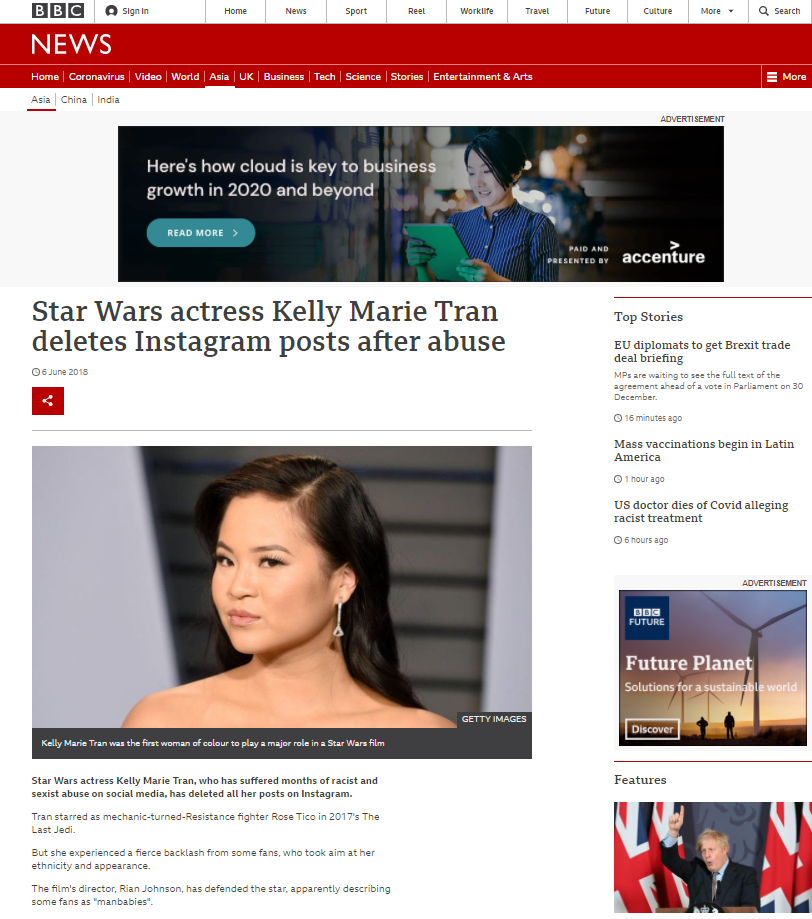 BBC Sign in Home News Sport Reel Worklife Travel Future Culture More Search
NEWS
Home Coronavirus Video World Asia UK Business Tech Science Stories Entertainment & Arts More
Asia China India
ADVERTISEMENT
Here's how cloud is key to business
growth in 2020 and beyond
READ MORE >
PAID AND
PRESENTED BY
accenture
Star Wars actress Kelly Marie Tran
deletes Instagram posts after abuse
6 June 2018
GETTY IMAGES
Kelly Marie Tran was the first woman of colour to play a major role in a Star Wars film
Star Wars actress Kelly Marie Tran, who has suffered months of racist and
sexist abuse on social media, has deleted all her posts on Instagram.
Tran starred as mechanic-turned-Resistance fighter Rose Tico in 2017's The
Last Jedi.
But she experienced a fierce backlash from some fans, who took aim at her
ethnicity and appearance.
The film's director, Rian Johnson, has defended the star, apparently describing
some fans as "manbabies".
Top Stories
EU diplomats to get Brexit trade
deal briefing
MPs are waiting to see the full text of the
agreement ahead of a vote in Parliament on 30
December.
16 minutes ago
Mass vaccinations begin in Latin
America
1 hour ago
US doctor dies of Covid alleging
racist treatment
6 hours ago
ADVERTISEMENT
BBC
FUTURE
Future Planet
Solutions for a sustainable world
Discover
Features